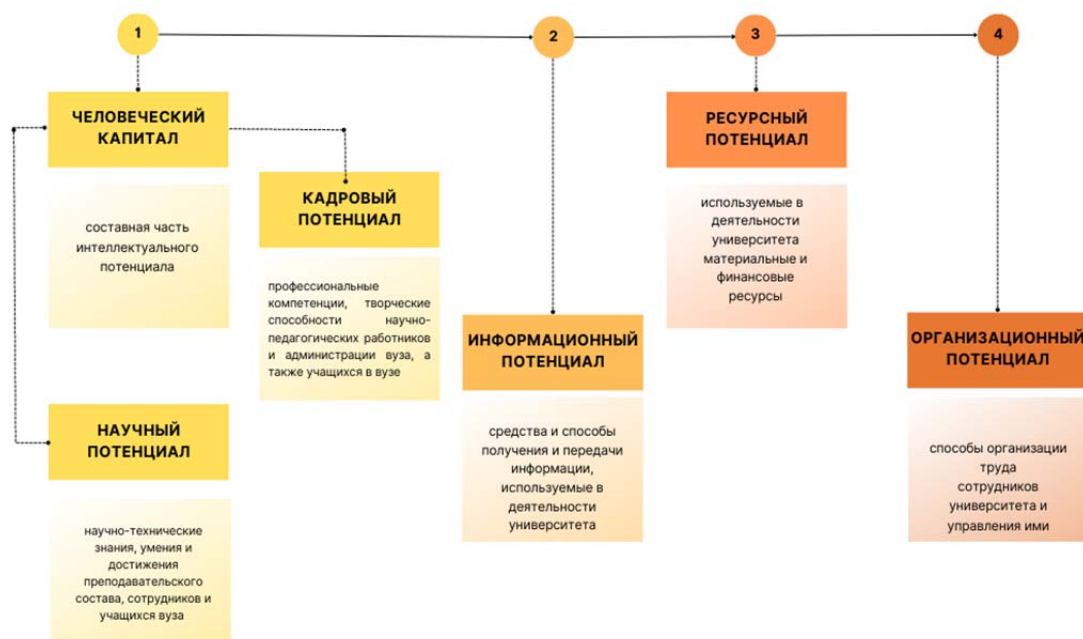 1
2
3
4
ЧЕЛОВЕЧЕСКИЙ
КАПИТАЛ
составная часть
интеллектуального
потенциала
КАДРОВЫЙ
ПОТЕНЦИАЛ
профессиональные
компетенции, творческие
способности научно-
педагогических работников
и администрации вуза, а
также учащихся в вузе
НАУЧНЫЙ
ПОТЕНЦИАЛ
научно-технические
знания, умения и
достижения
преподавательского
состава, сотрудников и
учащихся вуза
ИНФОРМАЦИОННЫЙ
ПОТЕНЦИАЛ
средства и способы
получения и передачи
информации,
используемые в
деятельности
университета
РЕСУРСНЫЙ
ПОТЕНЦИАЛ
используемые в
деятельности
университета
материальные и
финансовые
ресурсы
ОРГАНИЗАЦИОННЫЙ
ПОТЕНЦИАЛ
способы организации
труда
сотрудников
университета и
управления ими